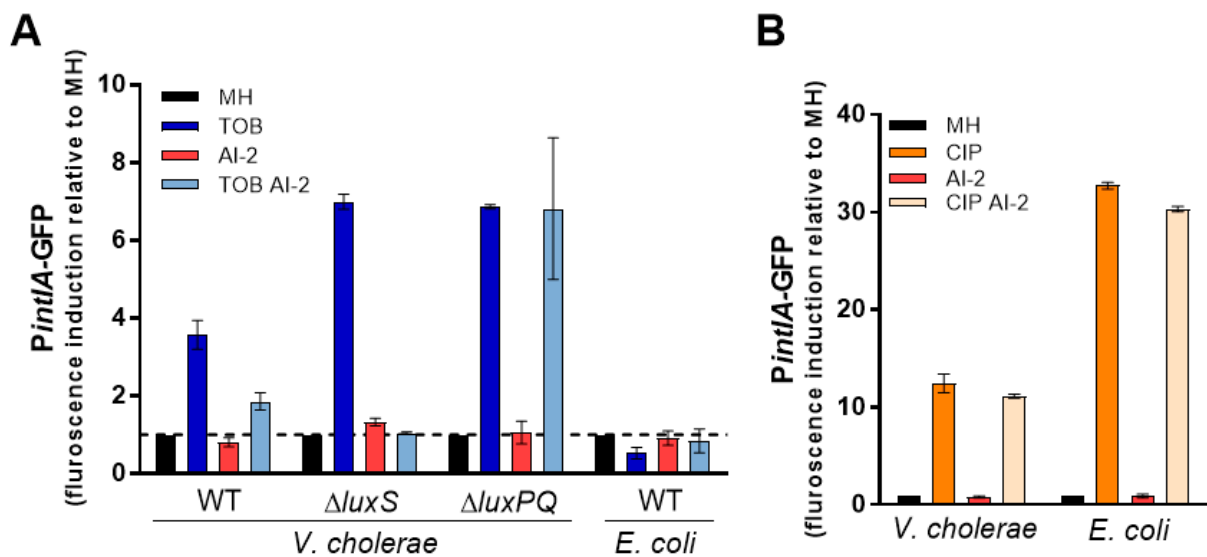 A
PintIA-GFP
(fluroscence induction relative to MH)
10
8
6
4
2
0
MH
TOB
AI-2
TOB AI-2
WT
ΔluxS
ΔluxPQ
WT
V. cholerae
E. coli
B
PintIA-GFP
(fluroscence induction relative to MH)
40
30
20
10
0
MH
CIP
AI-2
CIP AI-2
V. cholerae
E. coli